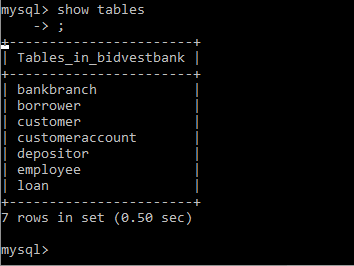 mysql> show tables
    -> ;
+-----------------------+
| Tables_in_bidvestbank |
+-----------------------+
| bankbranch            |
| borrower              |
| customer              |
| customeraccount       |
| depositor             |
| employee              |
| loan                  |
+-----------------------+
7 rows in set (0.50 sec)
mysql>